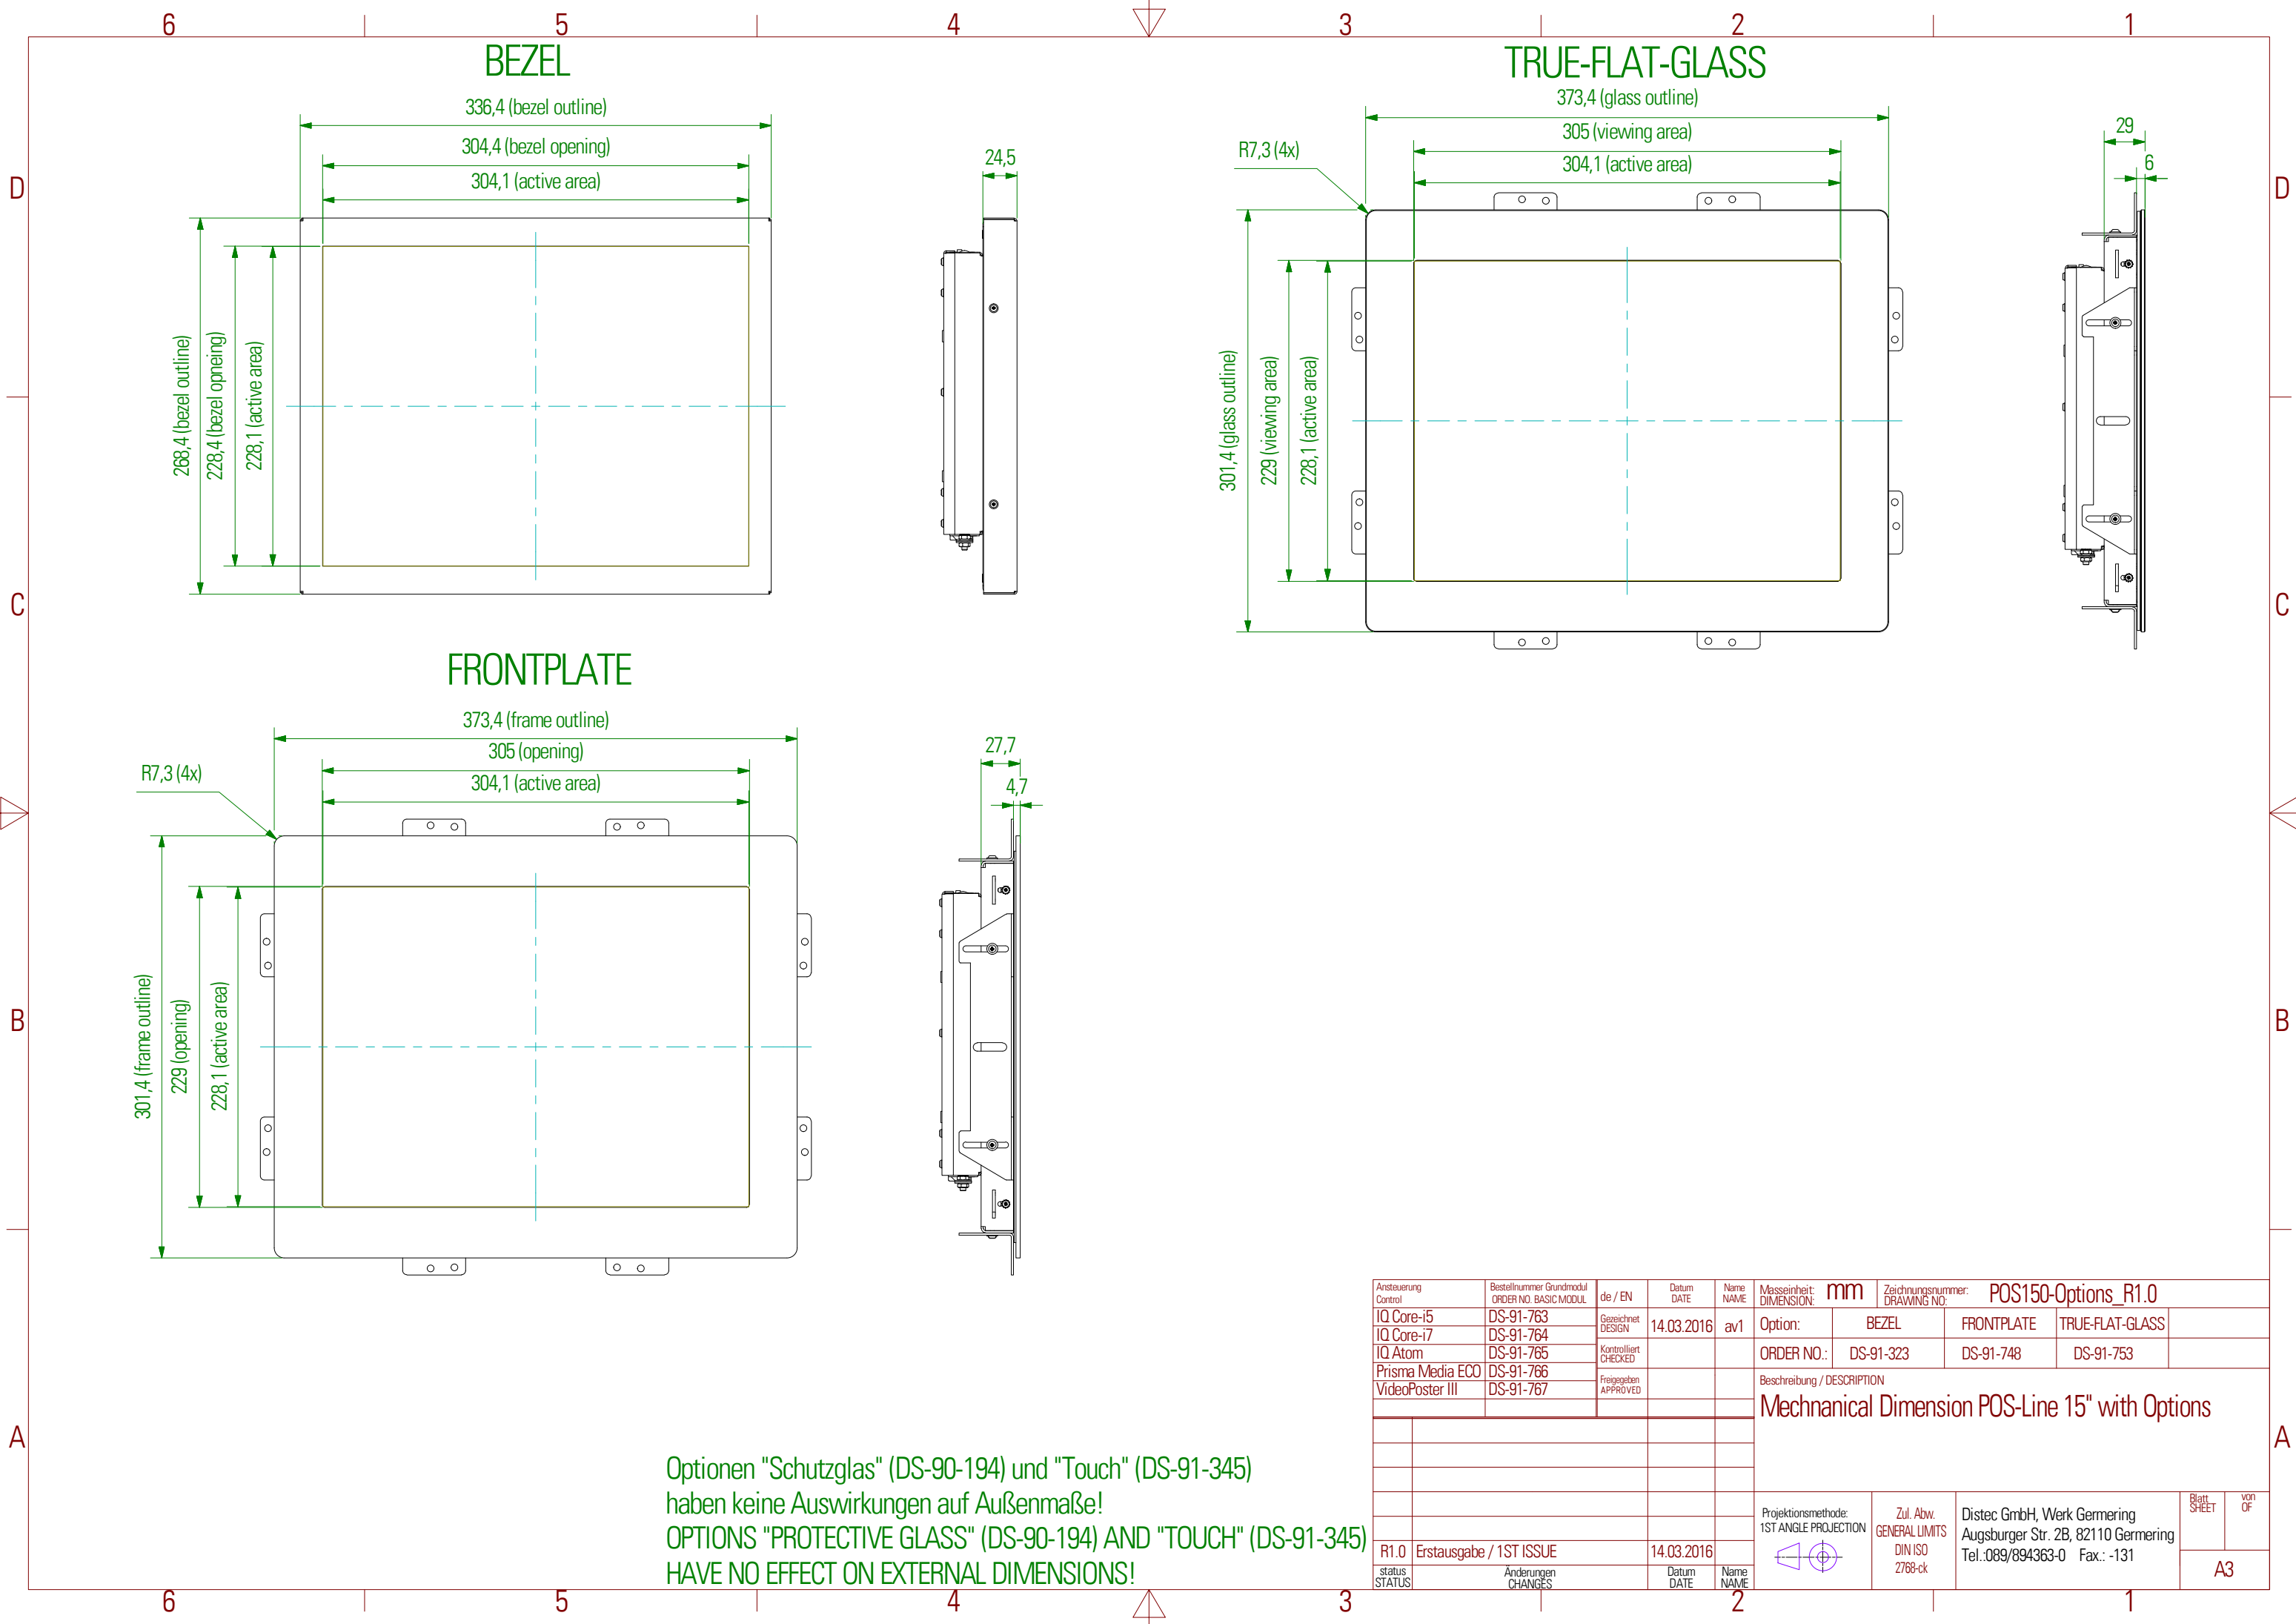 6
5
4
3
2
1
D
D
C
C
B
B
A
A
BEZEL
336,4 (bezel outline)
304,4 (bezel opening)
304,1 (active area)
268,4 (bezel outline)
228,4 (bezel opneing)
228,1 (active area)
24,5
TRUE-FLAT-GLASS
373,4 (glass outline)
305 (viewing area)
304,1 (active area)
R7,3 (4x)
301,4 (glass outline)
229 (viewing area)
228,1 (active area)
29
6
FRONTPLATE
373,4 (frame outline)
305 (opening)
304,1 (active area)
R7,3 (4x)
301,4 (frame outline)
229 (opening)
228,1 (active area)
27,7
4,7
Optionen "Schutzglas" (DS-90-194) und "Touch" (DS-91-345)
haben keine Auswirkungen auf Außenmaße!
OPTIONS "PROTECTIVE GLASS" (DS-90-194) AND "TOUCH" (DS-91-345)
HAVE NO EFFECT ON EXTERNAL DIMENSIONS!
Ansteuerung
Control
Bestellnummer Grundmodul
ORDER NO. BASIC MODUL
IQ Core-i5 DS-91-763
IQ Core-i7 DS-91-764
IQ Atom DS-91-765
Prisma Media ECO DS-91-766
VideoPoster III DS-91-767
de / EN
Datum
DATE
Name
NAME
Gezeichnet
DESIGN
14.03.2016 av1
Kontrolliert
CHECKED
Freigegeben
APPROVED
R1.0 Erstausgabe / 1ST ISSUE 14.03.2016
status
STATUS
Änderungen
CHANGES
Datum
DATE
Name
NAME
Masseinheit:
DIMENSION:
mm
Zeichnungsnummer:
DRAWING NO:
POS150-Options_R1.0
Option: BEZEL FRONTPLATE TRUE-FLAT-GLASS
ORDER NO.: DS-91-323 DS-91-748 DS-91-753
Beschreibung / DESCRIPTION
Mechnanical Dimension POS-Line 15" with Options
Projektionsmethode:
1ST ANGLE PROJECTION
Zul. Abw.
GENERAL LIMITS
DIN ISO
2768-ck
Distec GmbH, Werk Germering
Augsburger Str. 2B, 82110 Germering
Tel.:089/894363-0 Fax.: -131
Blatt
SHEET
von
OF
A3
6
5
4
3
2
1